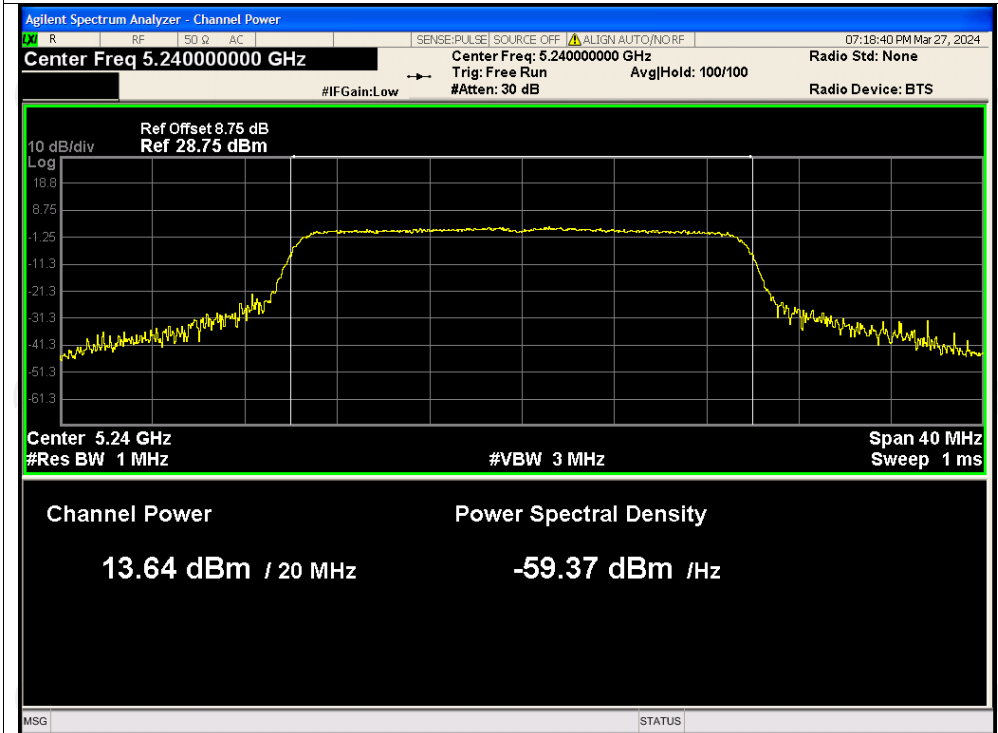 Agilent Spectrum Analyzer - Channel Power
LXI R RF 50 Ω AC SENSE:PULSE SOURCE OFF ALIGN AUTO/NO RF 07:18:40 PM Mar 27, 2024
Center Freq 5.240000000 GHz Center Freq: 5.240000000 GHz Radio Std: None
Trig: Free Run Avg|Hold: 100/100
#IFGain:Low #Atten: 30 dB Radio Device: BTS
Ref Offset 8.75 dB
10 dB/div Ref 28.75 dBm
Log
18.8
8.75
-1.25
-11.3
-21.3
-31.3
-41.3
-51.3
-61.3
Center 5.24 GHz Span 40 MHz
#Res BW 1 MHz #VBW 3 MHz Sweep 1 ms
Channel Power Power Spectral Density
13.64 dBm / 20 MHz -59.37 dBm /Hz
MSG STATUS